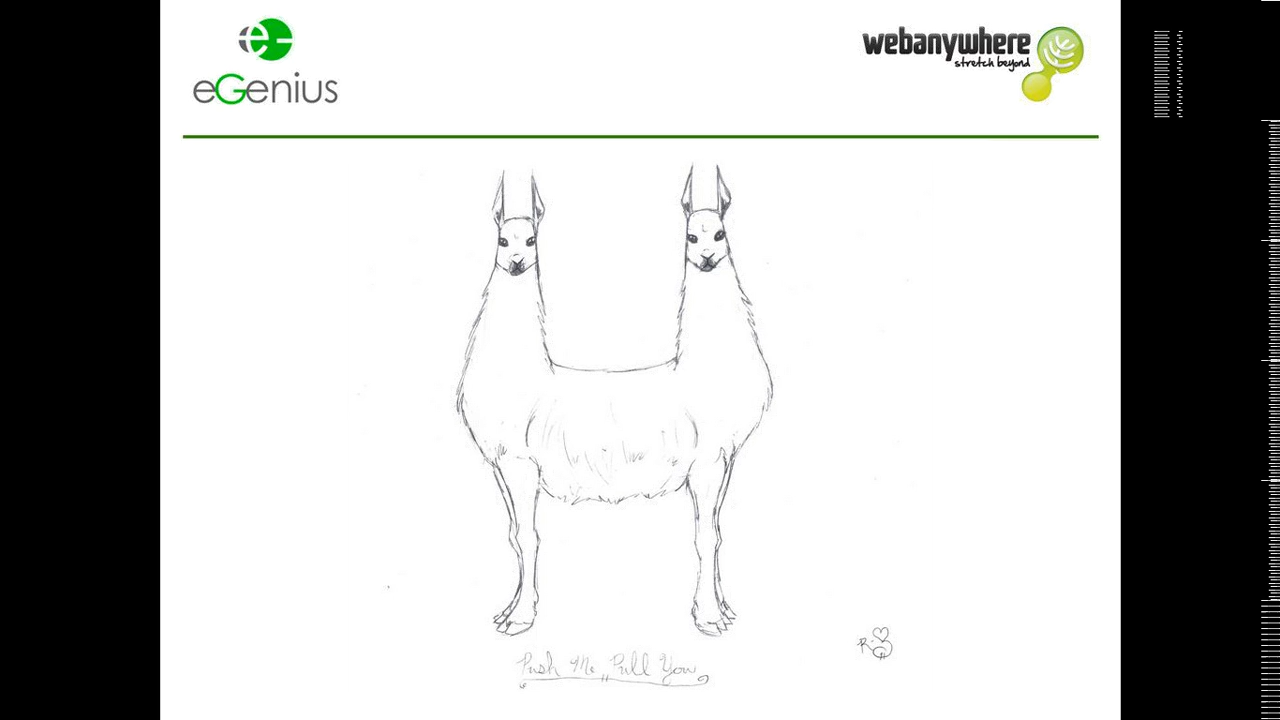 eGenius
webanywhere
stretch beyond
Push Me Pull You